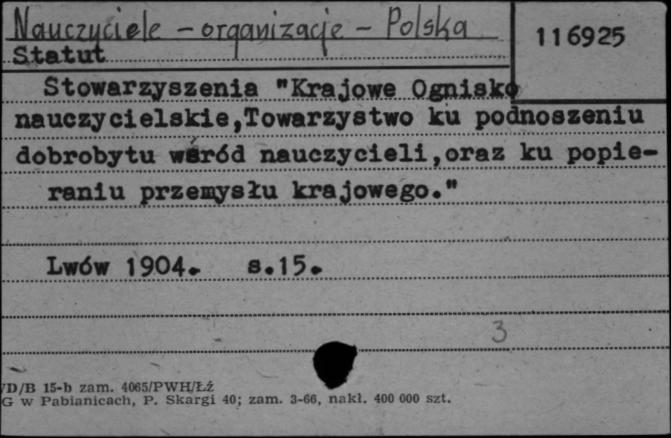 Nauczyciele - organizacje - Polska
116925
Statut
Stowarzyszenia "Krajowe Ognisko
nauczycielskie,Towarzystwo ku podnoszeniu
dobrobytu wśród nauczycieli,oraz ku popie-
raniu przemysłu krajowego."
Lwów 1904. s.15.
3
/D/B 15-b zam. 4065/PWH/Łź
G w Pabianicach, P. Skargi 40; zam. 3-66, nakł. 400 000 szt.